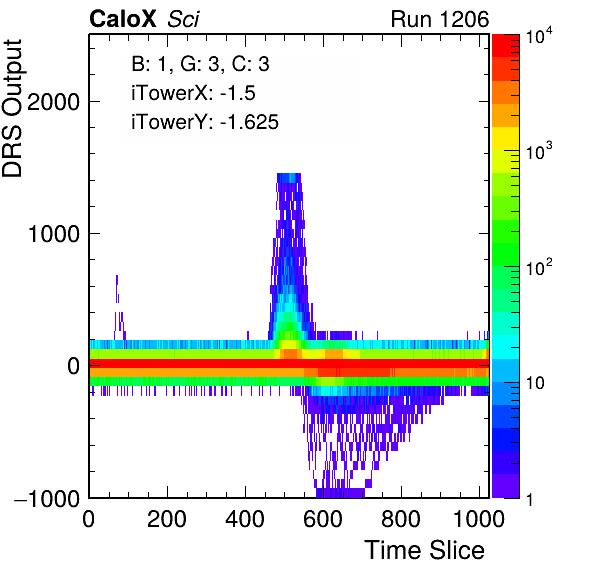 CaloX Sci
Run 1206
B: 1, G: 3, C: 3
iTowerX: -1.5
iTowerY: -1.625
DRS Output
2000
1000
0
−1000
0 200 400 600 800 1000
Time Slice
10^4
10^3
10^2
10
1